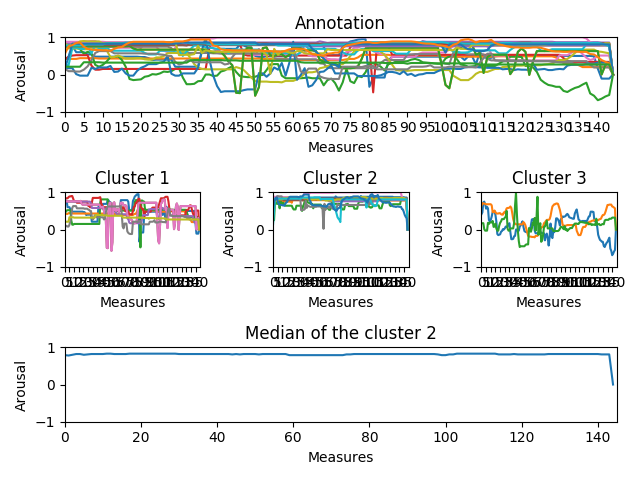 Annotation
Arousal
1
0
−1
0 5 10 15 20 25 30 35 40 45 50 55 60 65 70 75 80 85 90 95 100 105 110 115 120 125 130 135 140
Measures
Cluster 1 Cluster 2 Cluster 3
Arousal Arousal Arousal
1 1 1
0 0 0
−1 −1 −1
Measures Measures Measures
Median of the cluster 2
Arousal
1
0
−1
0 20 40 60 80 100 120 140
Measures